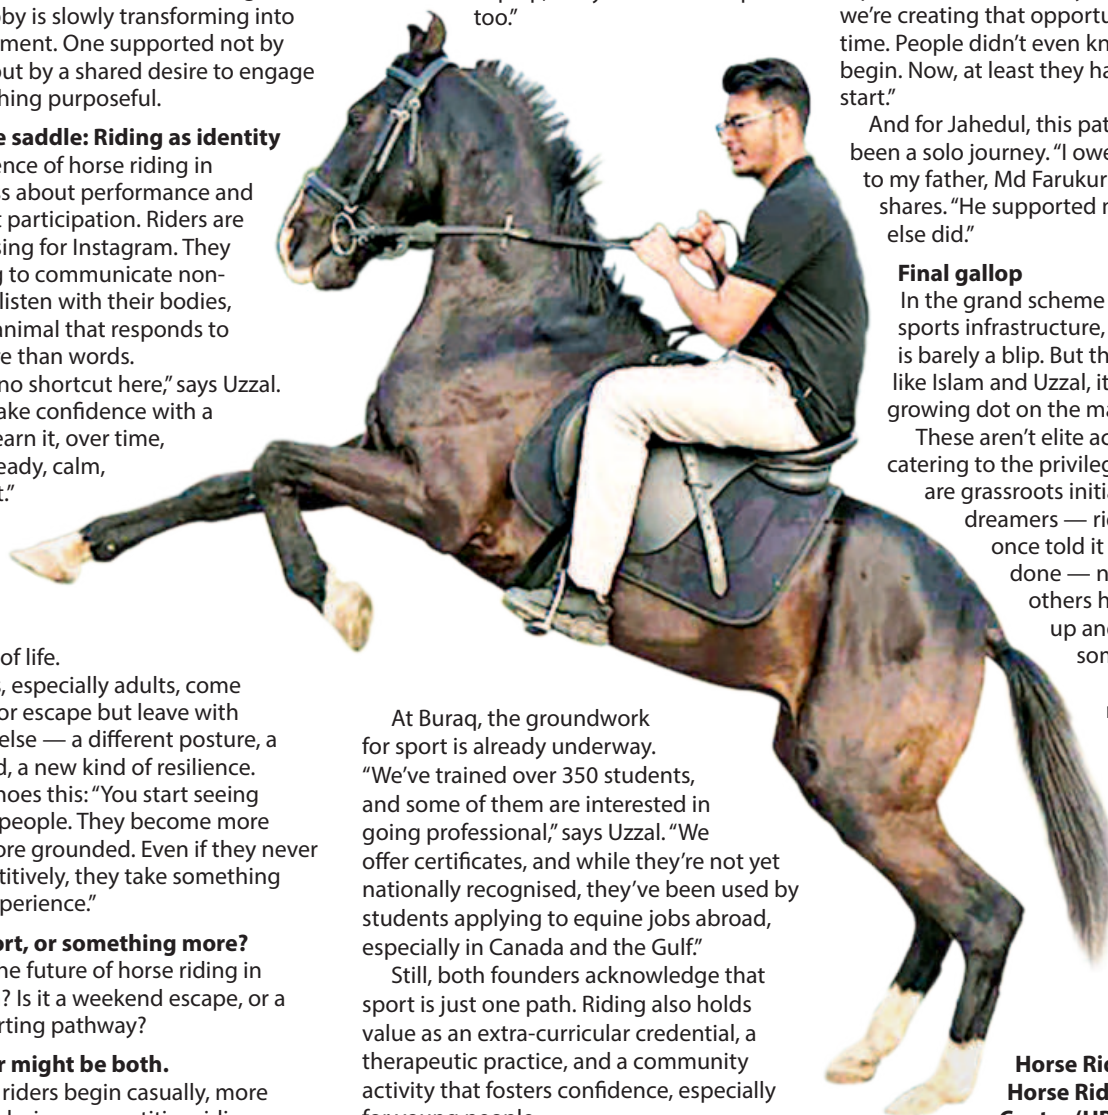 by is slowly transforming into
ment. One supported not by
out by a shared desire to engage
hing purposeful.
e saddle: Riding as identity
ence of horse riding in
ss about performance and
t participation. Riders are
sing for Instagram. They
g to communicate non-
listen with their bodies,
animal that responds to
re than words.
no shortcut here,” says Uzzal.
ake confidence with a
earn it, over time,
eady, calm,
t.”
of life.
s, especially adults, come
or escape but leave with
else — a different posture, a
d, a new kind of resilience.
hoes this: “You start seeing
people. They become more
ore grounded. Even if they never
titively, they take something
perience.”
ort, or something more?
he future of horse riding in
? Is it a weekend escape, or a
rting pathway?
r might be both.
riders begin casually, more
too.”
At Buraq, the groundwork
for sport is already underway.
“We’ve trained over 350 students,
and some of them are interested in
going professional,” says Uzzal. “We
offer certificates, and while they’re not yet
nationally recognised, they’ve been used by
students applying to equine jobs abroad,
especially in Canada and the Gulf.”
Still, both founders acknowledge that
sport is just one path. Riding also holds
value as an extra-curricular credential, a
therapeutic practice, and a community
activity that fosters confidence, especially
for young people
we’re creating that opportu
time. People didn’t even kn
begin. Now, at least they ha
start.”
And for Jahedul, this pat
been a solo journey. “I owe
to my father, Md Farukur
shares. “He supported
else did.”
Final gallop
In the grand scheme
sports infrastructure,
is barely a blip. But th
like Islam and Uzzal, it
growing dot on the ma
These aren’t elite ac
catering to the privileg
are grassroots initi
dreamers — ri
once told it
done — n
others h
up an
som
Horse Ri
Horse Rid